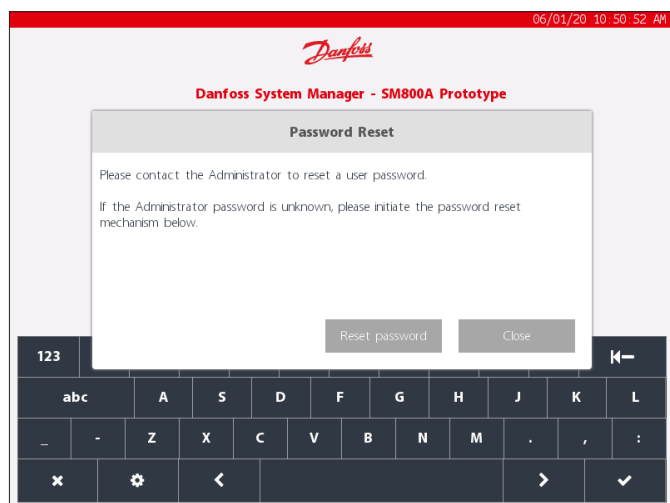 06/01/20 10:50:52 AM
Danfoss
Danfoss System Manager - SM800A Prototype
Password Reset
Please contact the Administrator to reset a user password.
If the Administrator password is unknown, please initiate the password reset
mechanism below.
Reset password Close
123
abc A S D F G H J K L
_ - Z X C V B N M . , :